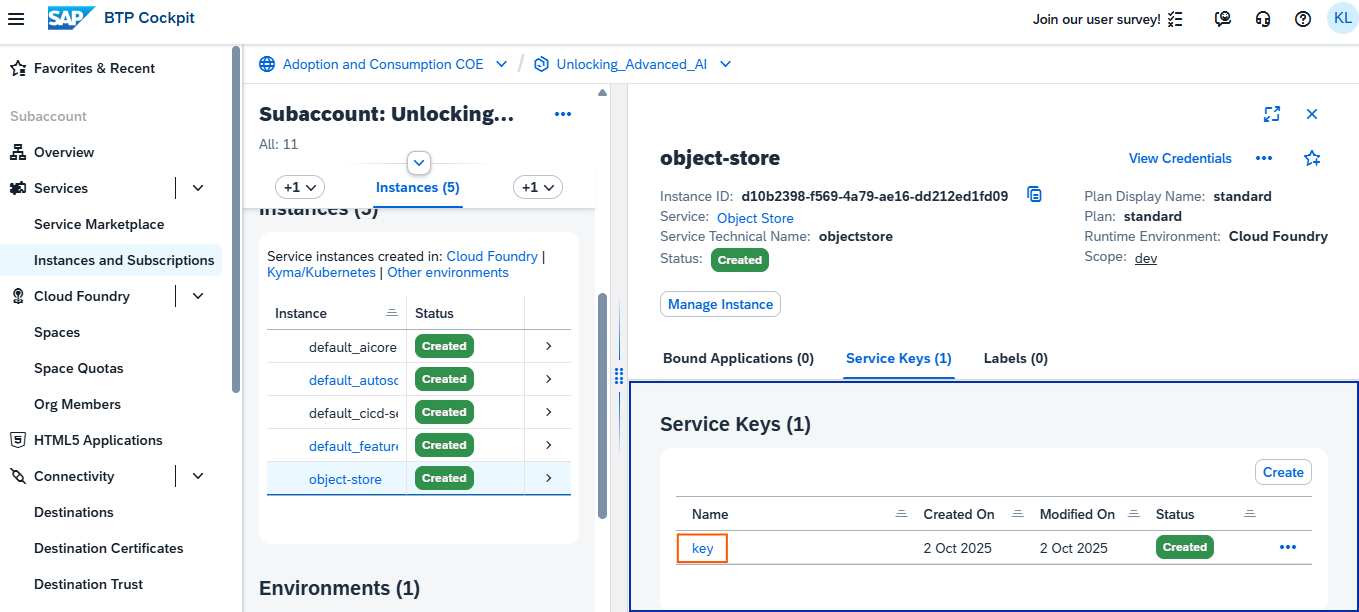 SAP BTP Cockpit
Join our user survey!
KL
Favorites & Recent
Subaccount
Overview
Services
Service Marketplace
Instances and Subscriptions
Cloud Foundry
Spaces
Space Quotas
Org Members
HTML5 Applications
Connectivity
Destinations
Destination Certificates
Destination Trust
Adoption and Consumption COE / Unlocking_Advanced_AI
Subaccount: Unlocking...
All: 11
+1 Instances (5) +1
Instances (5)
Service instances created in: Cloud Foundry |
Kyma/Kubernetes | Other environments
Instance Status
default_aicore Created
default_autosc Created
default_cicd-se Created
default_feature Created
object-store Created
Environments (1)
object-store
View Credentials
Instance ID: d10b2398-f569-4a79-ae16-dd212ed1fd09
Service: Object Store
Service Technical Name: objectstore
Status: Created
Plan Display Name: standard
Plan: standard
Runtime Environment: Cloud Foundry
Scope: dev
Manage Instance
Bound Applications (0) Service Keys (1) Labels (0)
Service Keys (1)
Create
Name Created On Modified On Status
key 2 Oct 2025 2 Oct 2025 Created